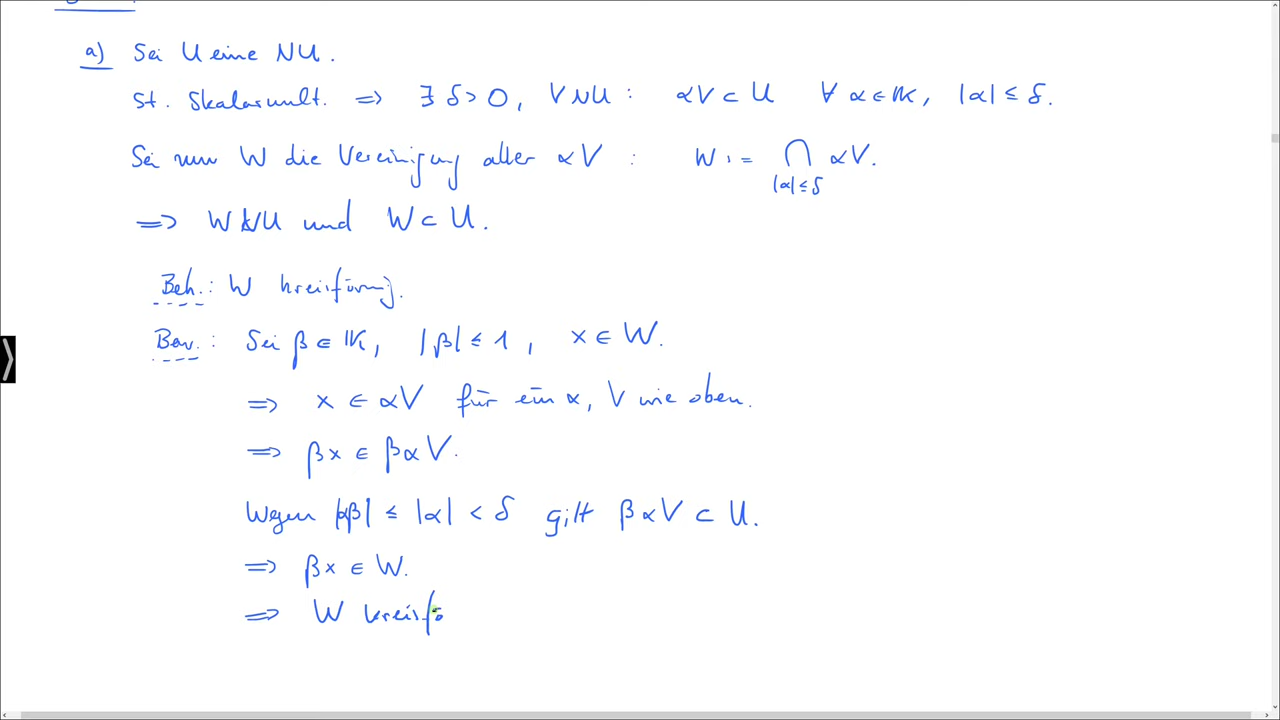 a) Sei U eine NU.
St. Skalarmult. ⇒ ∃ δ > 0, V NU : αV ⊂ U ∀ α ∈ 𝕂, |α| ≤ δ.
Sei nun W die Vereinigung aller αV : W := ⋂_{|α|≤δ} αV.
⇒ W NU und W ⊂ U.
Beh.: W kreisförmig.
Bew.: Sei β ∈ 𝕂, |β| ≤ 1, x ∈ W.
⇒ x ∈ αV für ein α, V wie oben.
⇒ βx ∈ βαV.
Wegen |αβ| ≤ |α| < δ gilt βαV ⊂ U.
⇒ βx ∈ W.
⇒ W kreisfö